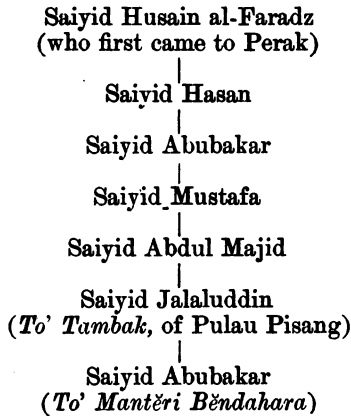 Saiyid Husain al-Faradz
(who first came to Perak)
Saiyid Hasan
Saiyid Abubakar
Saiyid Mustafa
Saiyid Abdul Majid
Saiyid Jalaluddin
(To' Tambak, of Pulau Pisang)
Saiyid Abubakar
(To' Mantĕri Bĕndahara)